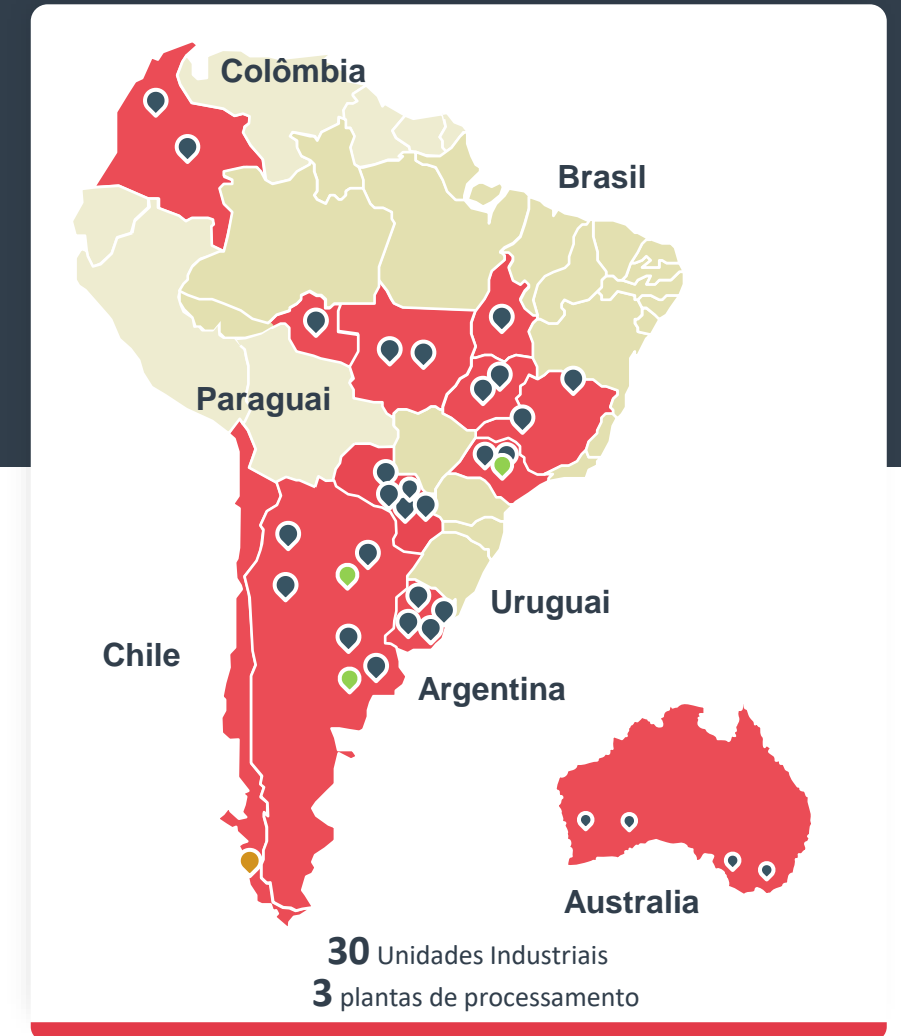 Colômbia
Brasil
Paraguai
Uruguai
Chile
Argentina
Australia
30 Unidades Industriais
3 plantas de processamento